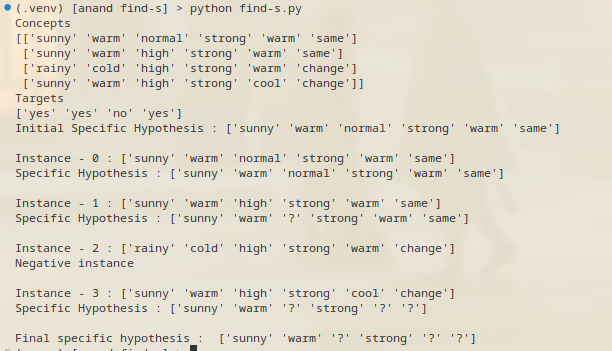 (.venv) [anand find-s] > python find-s.py
Concepts
[['sunny' 'warm' 'normal' 'strong' 'warm' 'same']
 ['sunny' 'warm' 'high' 'strong' 'warm' 'same']
 ['rainy' 'cold' 'high' 'strong' 'warm' 'change']
 ['sunny' 'warm' 'high' 'strong' 'cool' 'change']]
Targets
['yes' 'yes' 'no' 'yes']
Initial Specific Hypothesis : ['sunny' 'warm' 'normal' 'strong' 'warm' 'same']
Instance - 0 : ['sunny' 'warm' 'normal' 'strong' 'warm' 'same']
Specific Hypothesis : ['sunny' 'warm' 'normal' 'strong' 'warm' 'same']
Instance - 1 : ['sunny' 'warm' 'high' 'strong' 'warm' 'same']
Specific Hypothesis : ['sunny' 'warm' '?' 'strong' 'warm' 'same']
Instance - 2 : ['rainy' 'cold' 'high' 'strong' 'warm' 'change']
Negative instance
Instance - 3 : ['sunny' 'warm' 'high' 'strong' 'cool' 'change']
Specific Hypothesis : ['sunny' 'warm' '?' 'strong' '?' '?']
Final specific hypothesis :  ['sunny' 'warm' '?' 'strong' '?' '?']